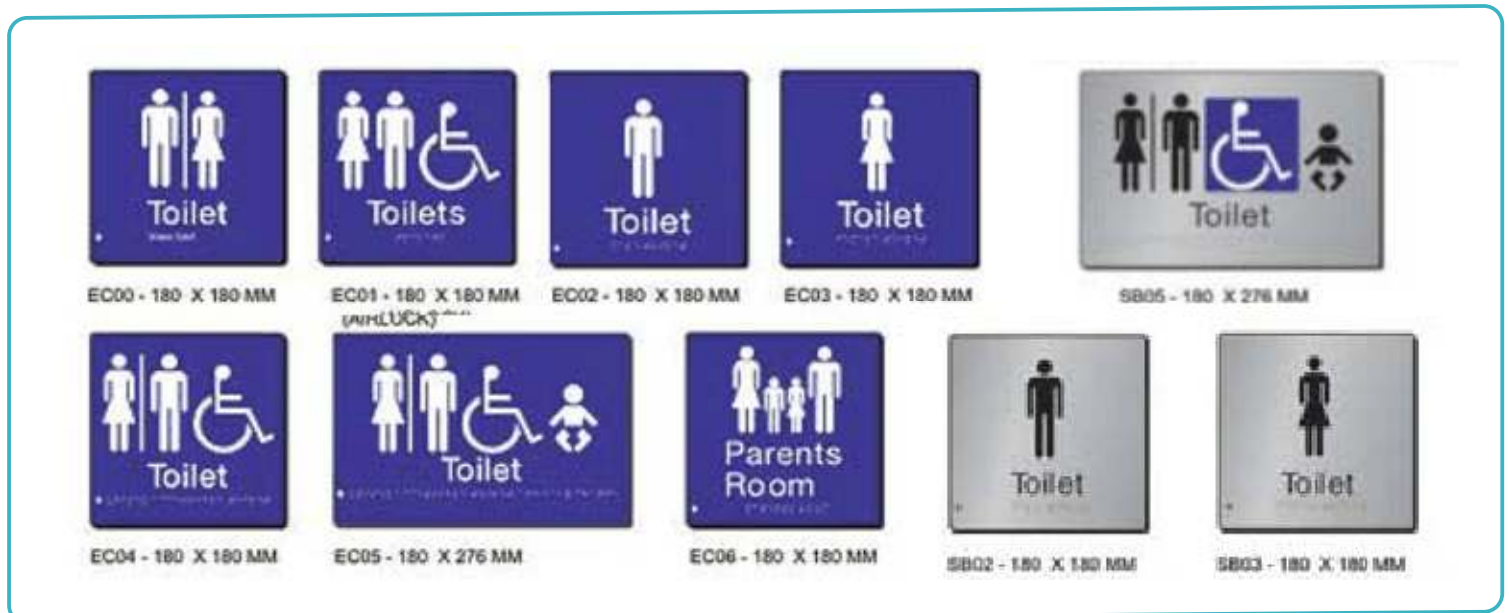 Toilet
Toilets
Toilet
Toilet
Toilet
EC00 - 180 X 180 MM
EC01 - 180 X 180 MM
EC02 - 180 X 180 MM
EC03 - 180 X 180 MM
SB05 - 180 X 276 MM
(AIRLOCK)
Toilet
Toilet
Parents
Room
Toilet
Toilet
EC04 - 180 X 180 MM
EC05 - 180 X 276 MM
EC06 - 180 X 180 MM
SB02 - 180 X 180 MM
SB03 - 180 X 180 MM